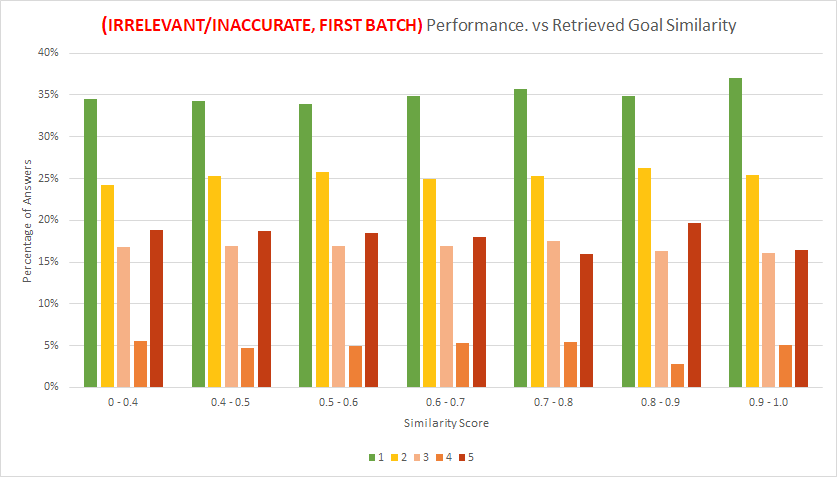 (IRRELEVANT/INACCURATE, FIRST BATCH) Performance. vs Retrieved Goal Similarity
40%
35%
30%
25%
20%
15%
10%
5%
0%
Percentage of Answers
0 - 0.4 0.4 - 0.5 0.5 - 0.6 0.6 - 0.7 0.7 - 0.8 0.8 - 0.9 0.9 - 1.0
Similarity Score
1 2 3 4 5